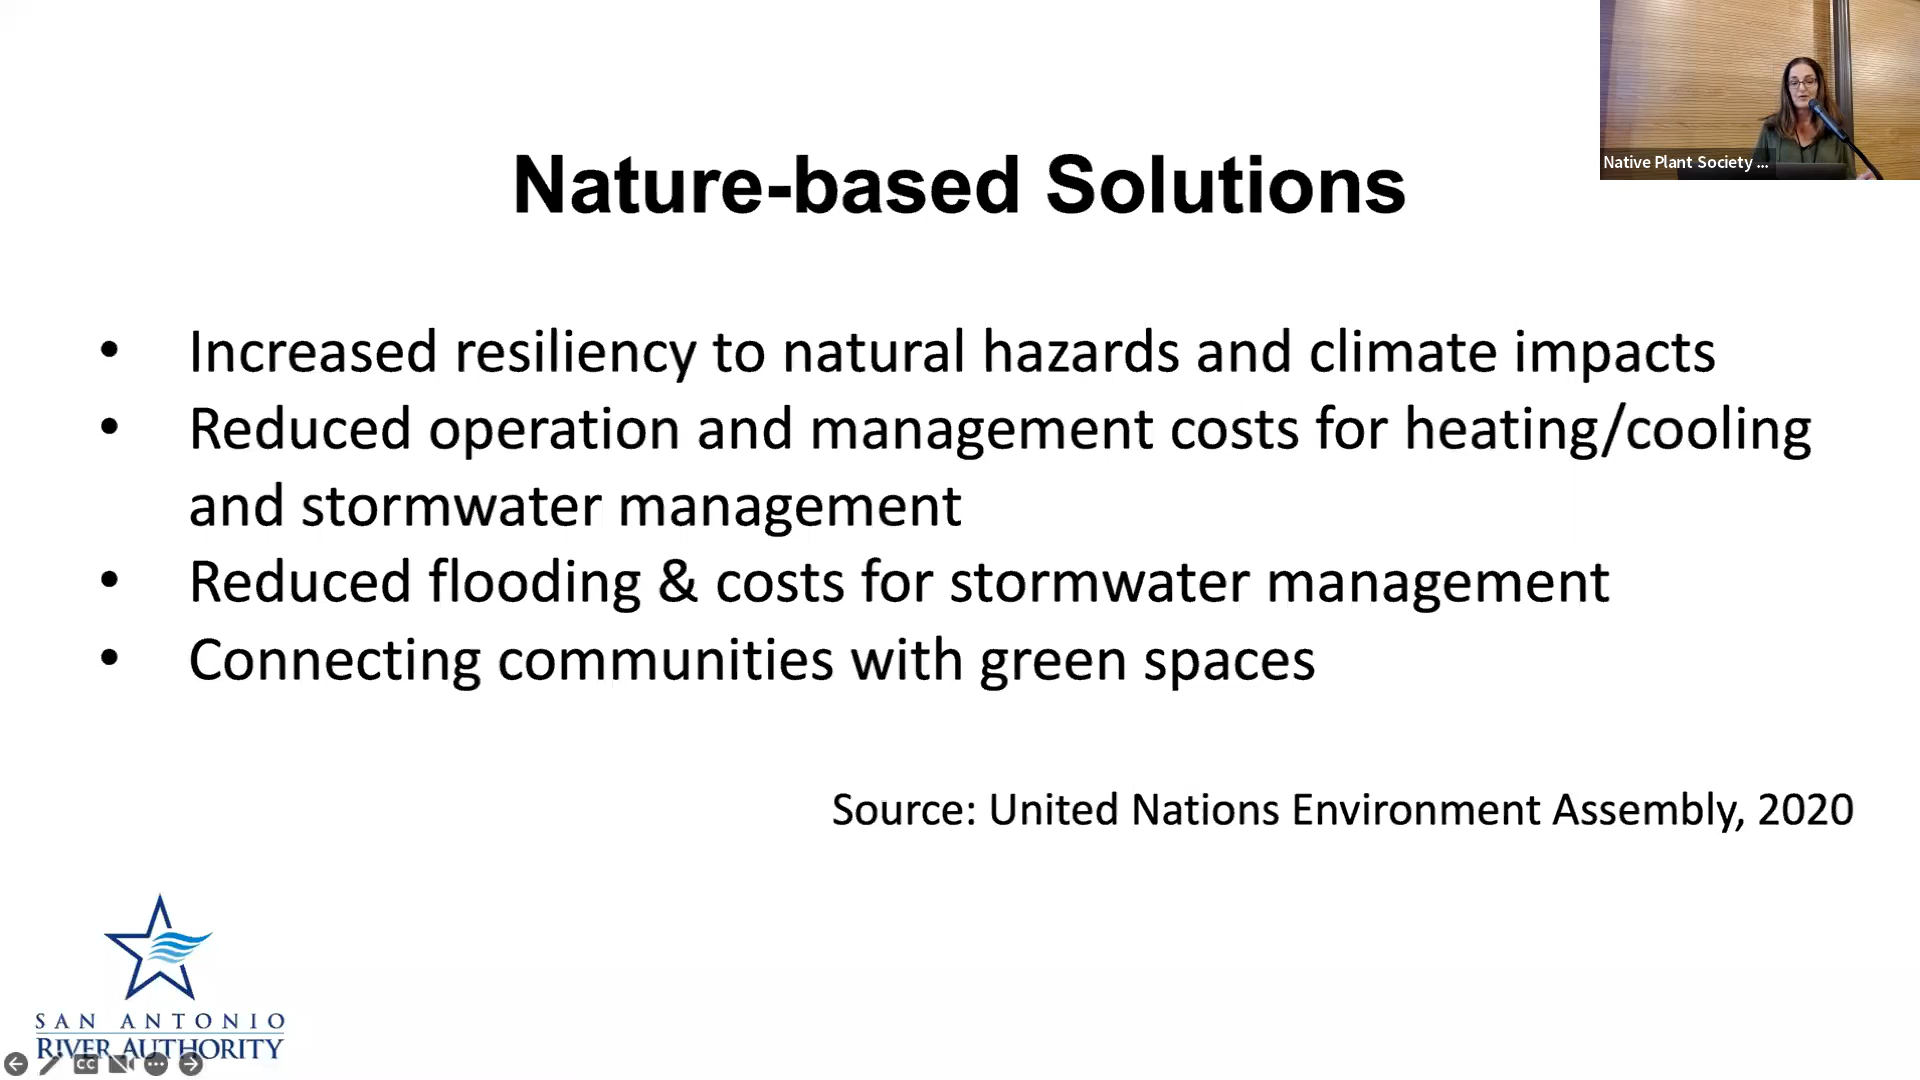 Native Plant Society ...
Nature-based Solutions
• Increased resiliency to natural hazards and climate impacts
• Reduced operation and management costs for heating/cooling
and stormwater management
• Reduced flooding & costs for stormwater management
• Connecting communities with green spaces
Source: United Nations Environment Assembly, 2020
SAN ANTONIO
RIVER AUTHORITY
CC